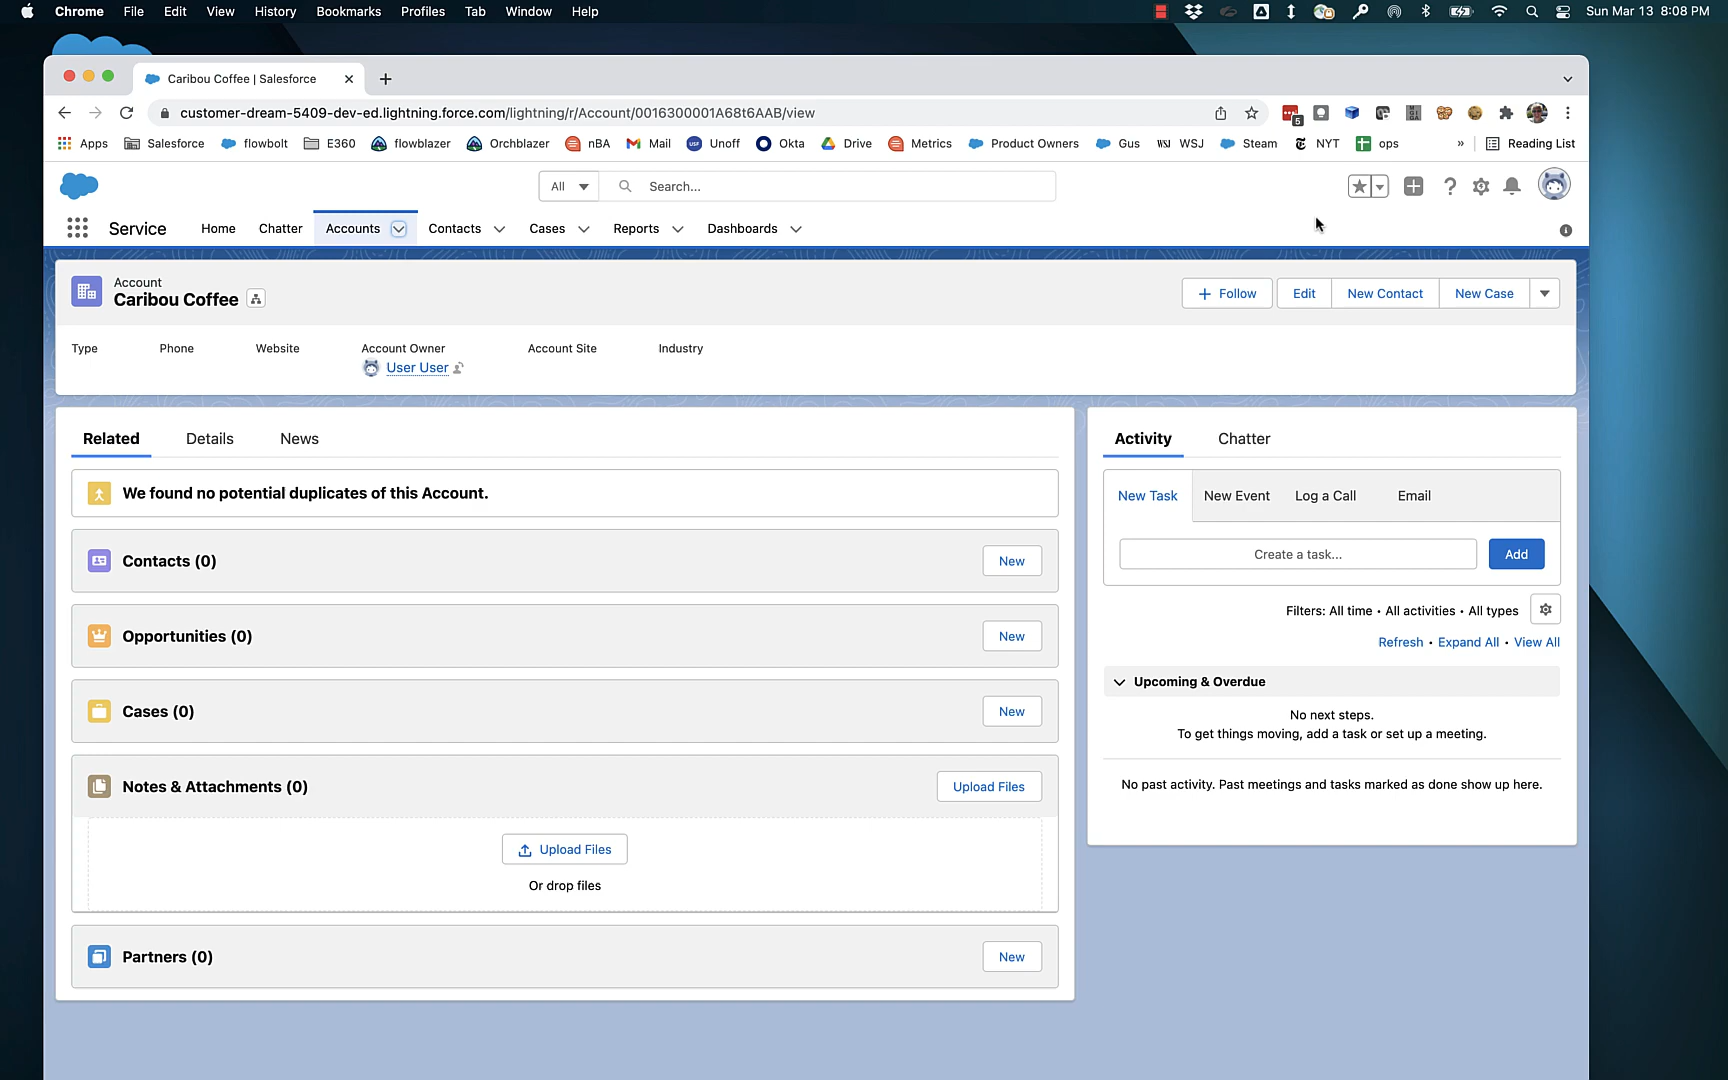 Chrome File Edit View History Bookmarks Profiles Tab Window Help Sun Mar 13 8:08 PM
Caribou Coffee | Salesforce
customer-dream-5409-dev-ed.lightning.force.com/lightning/r/Account/0016300001A68t6AAB/view
5
Apps Salesforce flowbolt E360 flowblazer Orchblazer nBA Mail Unoff Okta Drive Metrics Product Owners Gus WSJ Steam NYT ops » Reading List
All Search...
Service Home Chatter Accounts Contacts Cases Reports Dashboards
Account
Caribou Coffee
+ Follow Edit New Contact New Case
Type Phone Website Account Owner Account Site Industry
User User
Related Details News
We found no potential duplicates of this Account.
Contacts (0) New
Opportunities (0) New
Cases (0) New
Notes & Attachments (0) Upload Files
Upload Files
Or drop files
Partners (0) New
Activity Chatter
New Task New Event Log a Call Email
Create a task... Add
Filters: All time • All activities • All types
Refresh • Expand All • View All
Upcoming & Overdue
No next steps.
To get things moving, add a task or set up a meeting.
No past activity. Past meetings and tasks marked as done show up here.